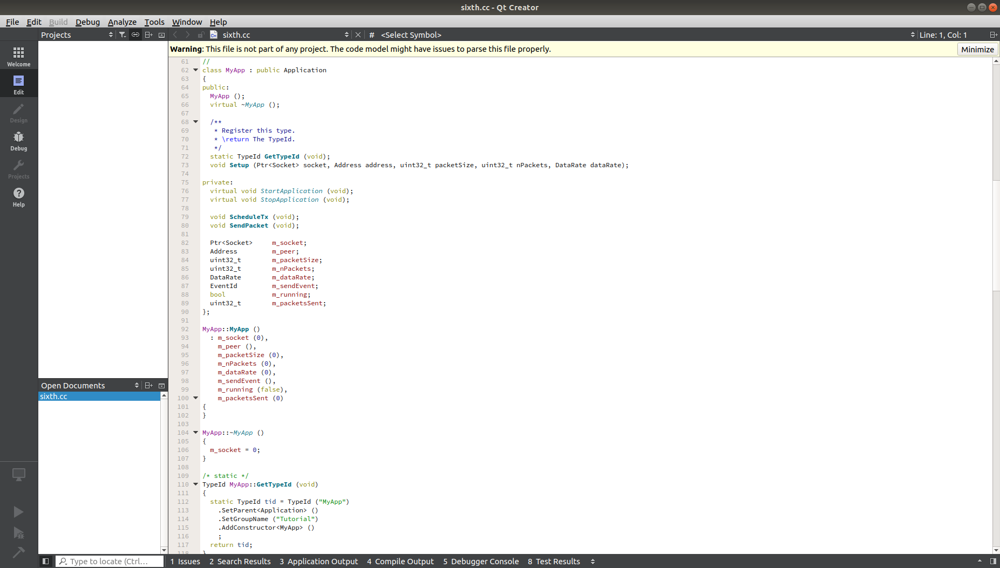 sixth.cc - Qt Creator
File Edit Build Debug Analyze Tools Window Help
Projects
sixth.cc
# <Select Symbol>
Line: 1, Col: 1
Warning: This file is not part of any project. The code model might have issues to parse this file properly.
Minimize
Welcome
Edit
Design
Debug
Projects
Help
61 //
62 class MyApp : public Application
63 {
64 public:
65   MyApp ();
66   virtual ~MyApp ();
67
68   /**
69    * Register this type.
70    * \return The TypeId.
71    */
72   static TypeId GetTypeId (void);
73   void Setup (Ptr<Socket> socket, Address address, uint32_t packetSize, uint32_t nPackets, DataRate dataRate);
74
75 private:
76   virtual void StartApplication (void);
77   virtual void StopApplication (void);
78
79   void ScheduleTx (void);
80   void SendPacket (void);
81
82   Ptr<Socket>     m_socket;
83   Address         m_peer;
84   uint32_t        m_packetSize;
85   uint32_t        m_nPackets;
86   DataRate        m_dataRate;
87   EventId         m_sendEvent;
88   bool            m_running;
89   uint32_t        m_packetsSent;
90 };
91
92 MyApp::MyApp ()
93   : m_socket (0),
94     m_peer (),
95     m_packetSize (0),
96     m_nPackets (0),
97     m_dataRate (0),
98     m_sendEvent (),
99     m_running (false),
100     m_packetsSent (0)
101 {
102 }
103
104 MyApp::~MyApp ()
105 {
106   m_socket = 0;
107 }
108
109 /* static */
110 TypeId MyApp::GetTypeId (void)
111 {
112   static TypeId tid = TypeId ("MyApp")
113     .SetParent<Application> ()
114     .SetGroupName ("Tutorial")
115     .AddConstructor<MyApp> ()
116     ;
117   return tid;
118 }
Open Documents
sixth.cc
Type to locate (Ctrl...
1 Issues 2 Search Results 3 Application Output 4 Compile Output 5 Debugger Console 8 Test Results